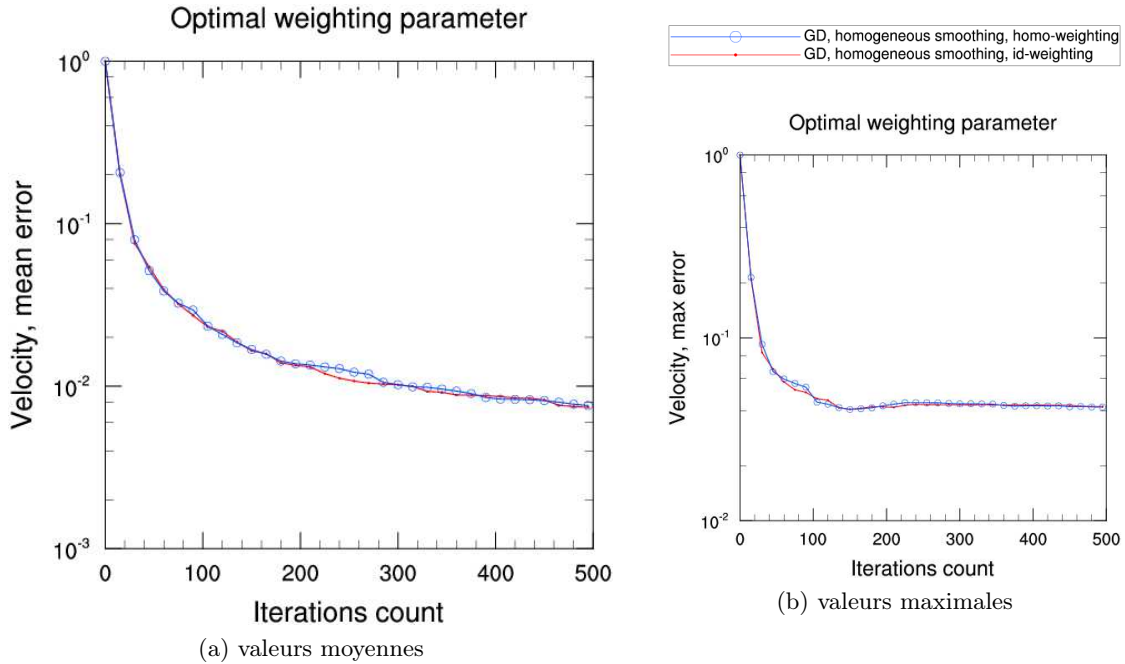 Optimal weighting parameter
10^0
10^-1
10^-2
10^-3
Velocity, mean error
0 100 200 300 400 500
Iterations count
(a) valeurs moyennes
GD, homogeneous smoothing, homo-weighting
GD, homogeneous smoothing, id-weighting
Optimal weighting parameter
10^0
10^-1
10^-2
Velocity, max error
0 100 200 300 400 500
Iterations count
(b) valeurs maximales